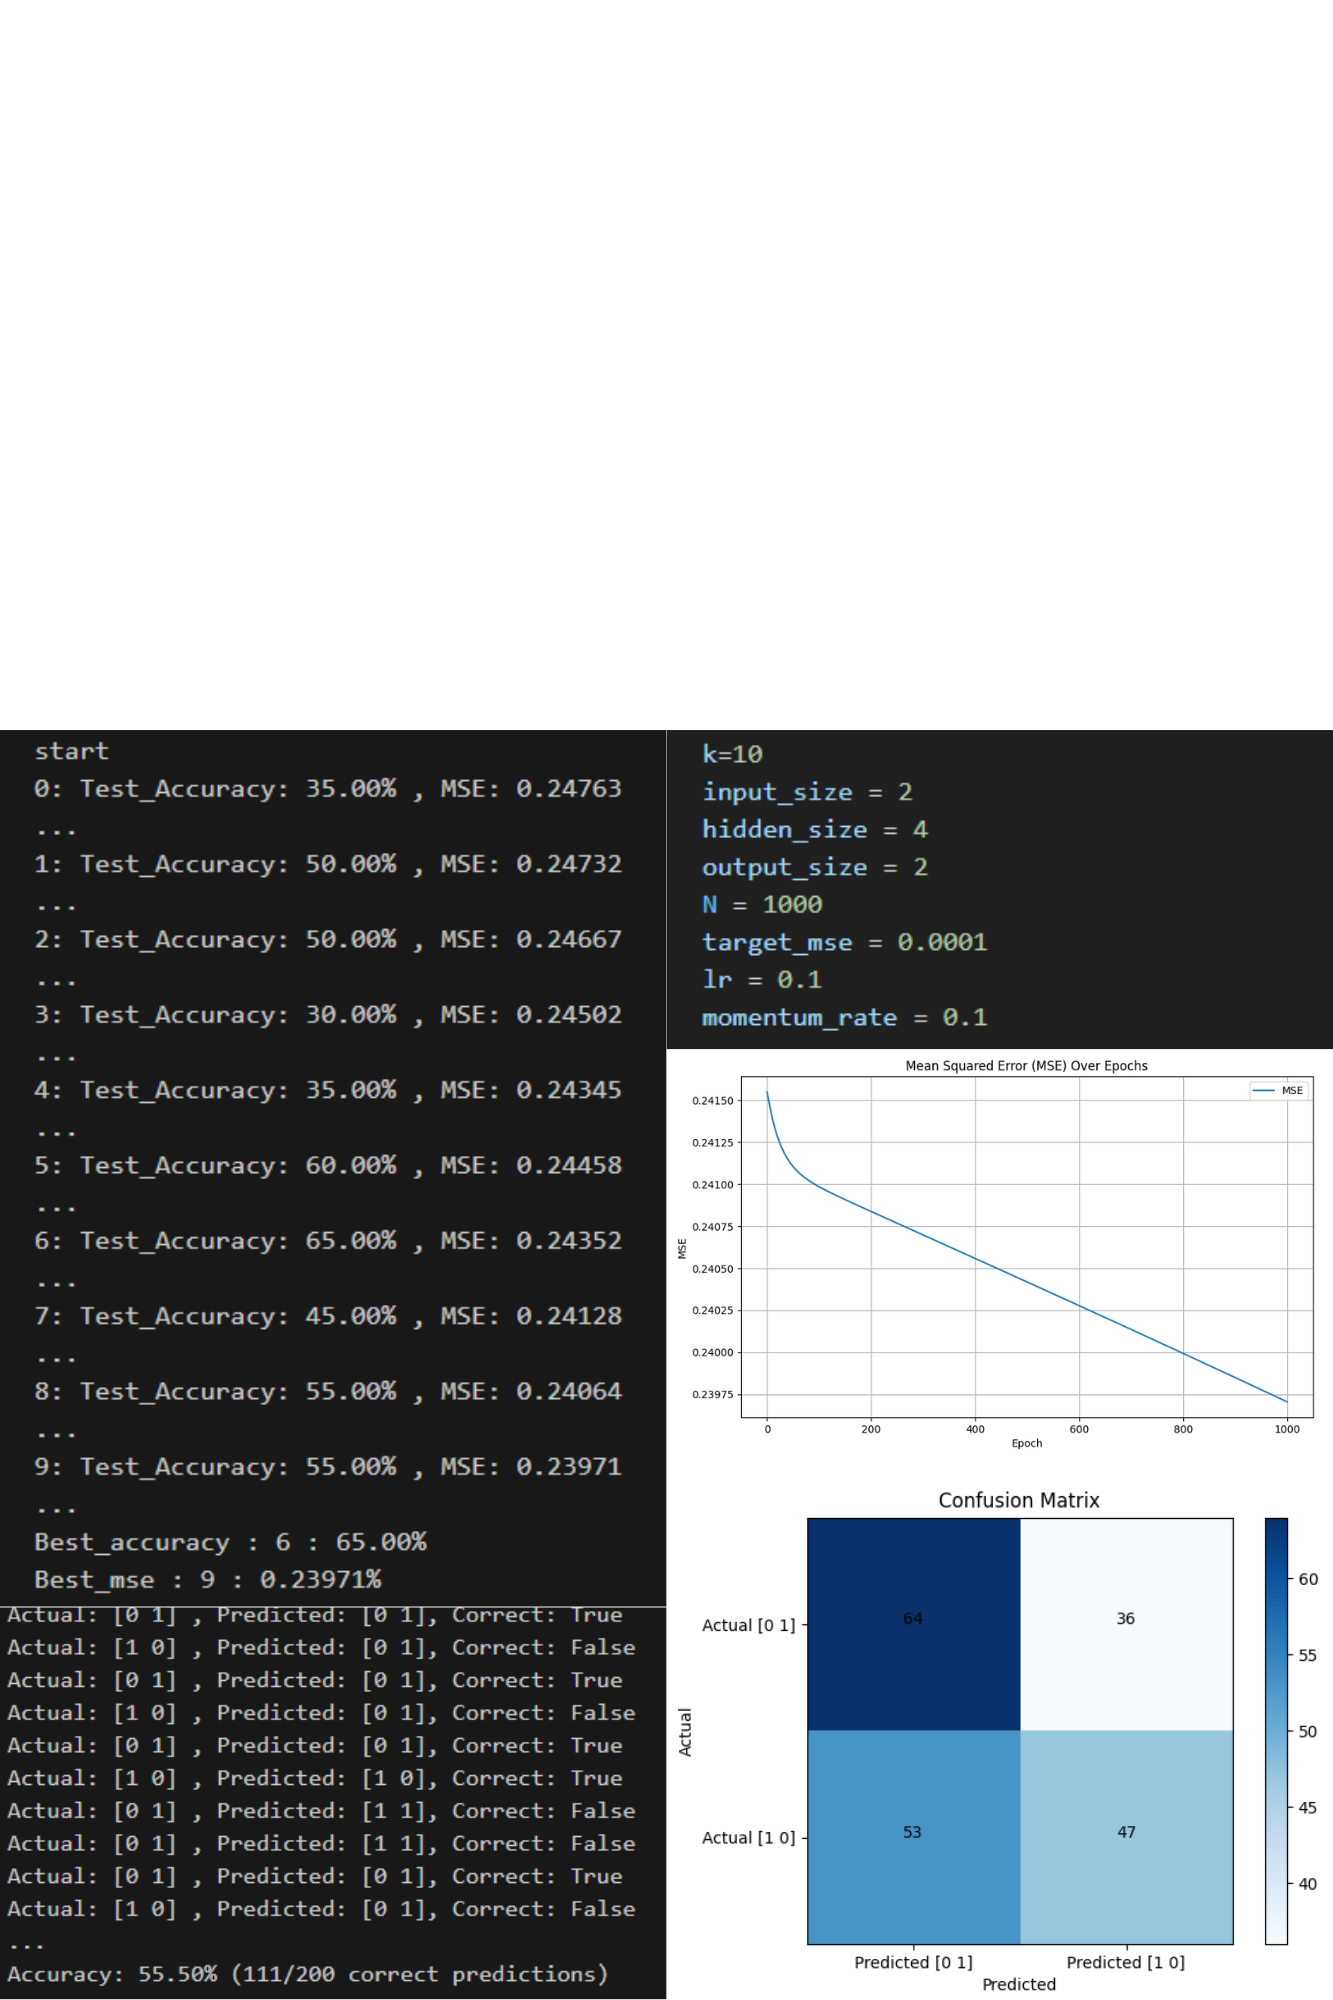 start
0: Test_Accuracy: 35.00% , MSE: 0.24763
...
1: Test_Accuracy: 50.00% , MSE: 0.24732
...
2: Test_Accuracy: 50.00% , MSE: 0.24667
...
3: Test_Accuracy: 30.00% , MSE: 0.24502
...
4: Test_Accuracy: 35.00% , MSE: 0.24345
...
5: Test_Accuracy: 60.00% , MSE: 0.24458
...
6: Test_Accuracy: 65.00% , MSE: 0.24352
...
7: Test_Accuracy: 45.00% , MSE: 0.24128
...
8: Test_Accuracy: 55.00% , MSE: 0.24064
...
9: Test_Accuracy: 55.00% , MSE: 0.23971
...
Best_accuracy : 6 : 65.00%
Best_mse : 9 : 0.23971%
Actual: [0 1] , Predicted: [0 1], Correct: True
Actual: [1 0] , Predicted: [0 1], Correct: False
Actual: [0 1] , Predicted: [0 1], Correct: True
Actual: [1 0] , Predicted: [0 1], Correct: False
Actual: [0 1] , Predicted: [0 1], Correct: True
Actual: [1 0] , Predicted: [1 0], Correct: True
Actual: [0 1] , Predicted: [1 1], Correct: False
Actual: [0 1] , Predicted: [1 1], Correct: False
Actual: [0 1] , Predicted: [0 1], Correct: True
Actual: [1 0] , Predicted: [0 1], Correct: False
...
Accuracy: 55.50% (111/200 correct predictions)
k=10
input_size = 2
hidden_size = 4
output_size = 2
N = 1000
target_mse = 0.0001
lr = 0.1
momentum_rate = 0.1
Mean Squared Error (MSE) Over Epochs
MSE
0.24150
0.24125
0.24100
0.24075
0.24050
0.24025
0.24000
0.23975
MSE
0 200 400 600 800 1000
Epoch
Confusion Matrix
Actual [0 1] 64 36
Actual [1 0] 53 47
Actual
Predicted [0 1] Predicted [1 0]
Predicted
60
55
50
45
40